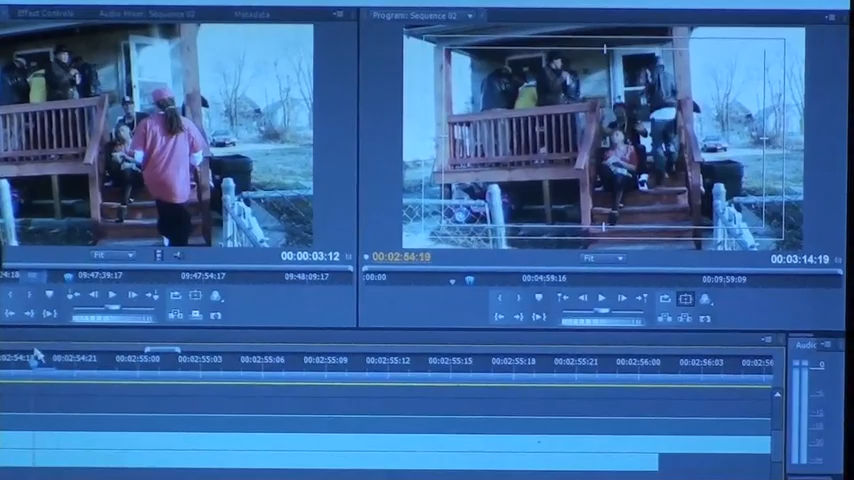 Effect Controls Audio Mixer: Sequence 02 Metadata
Program: Sequence 02
Fit 00:00:03:12
00:02:54:19 Fit 00:03:14:19
09:47:39:17 09:47:54:17 09:48:09:17
:00:00 00:04:59:16 00:09:59:09
00:02:54:21 00:02:55:00 00:02:55:03 00:02:55:06 00:02:55:09 00:02:55:12 00:02:55:15 00:02:55:18 00:02:55:21 00:02:56:00 00:02:56:03 00:02:56
Audio
0